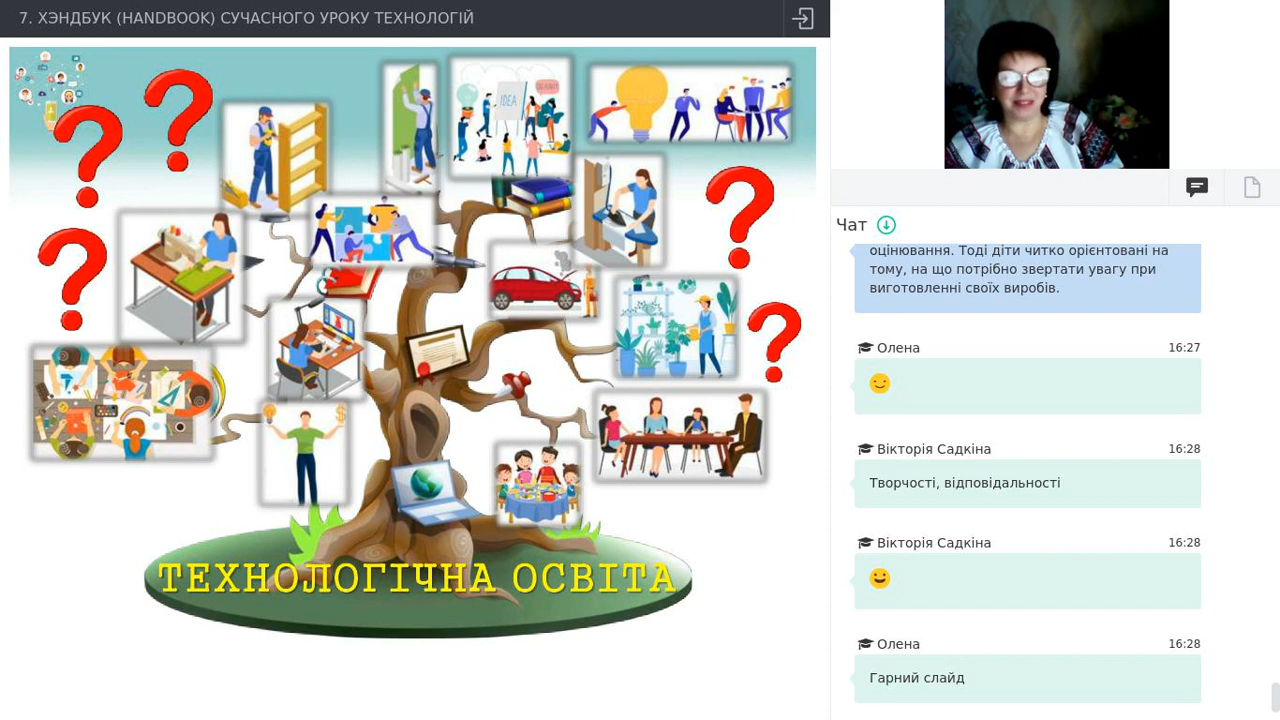 7. ХЭНДБУК (HANDBOOK) СУЧАСНОГО УРОКУ ТЕХНОЛОГІЙ
IDEA
ТЕХНОЛОГІЧНА ОСВІТА
Чат
оцінювання. Тоді діти читко орієнтовані на
тому, на що потрібно звертати увагу при
виготовленні своїх виробів.
Олена 16:27
Вікторія Садкіна 16:28
Творчості, відповідальності
Вікторія Садкіна 16:28
Олена 16:28
Гарний слайд